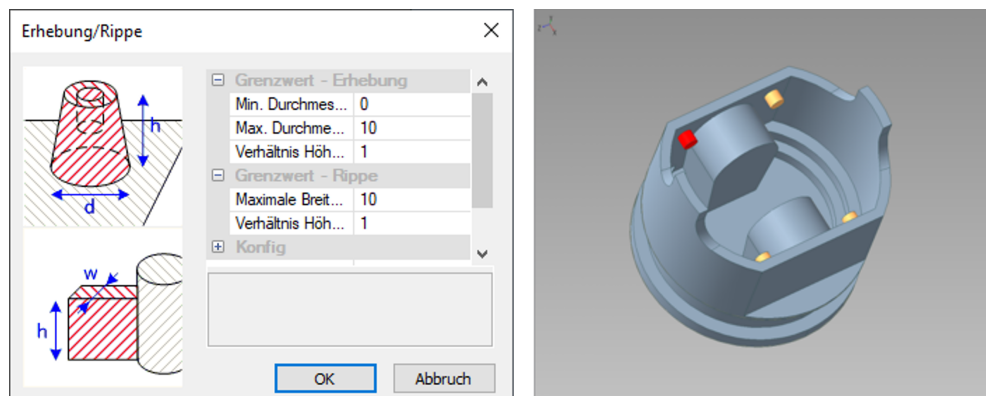 Erhebung/Rippe
h
d
w
h
Grenzwert - Erhebung
Min. Durchmes... 0
Max. Durchme... 10
Verhältnis Höh... 1
Grenzwert - Rippe
Maximale Breit... 10
Verhältnis Höh... 1
Konfig
OK Abbruch